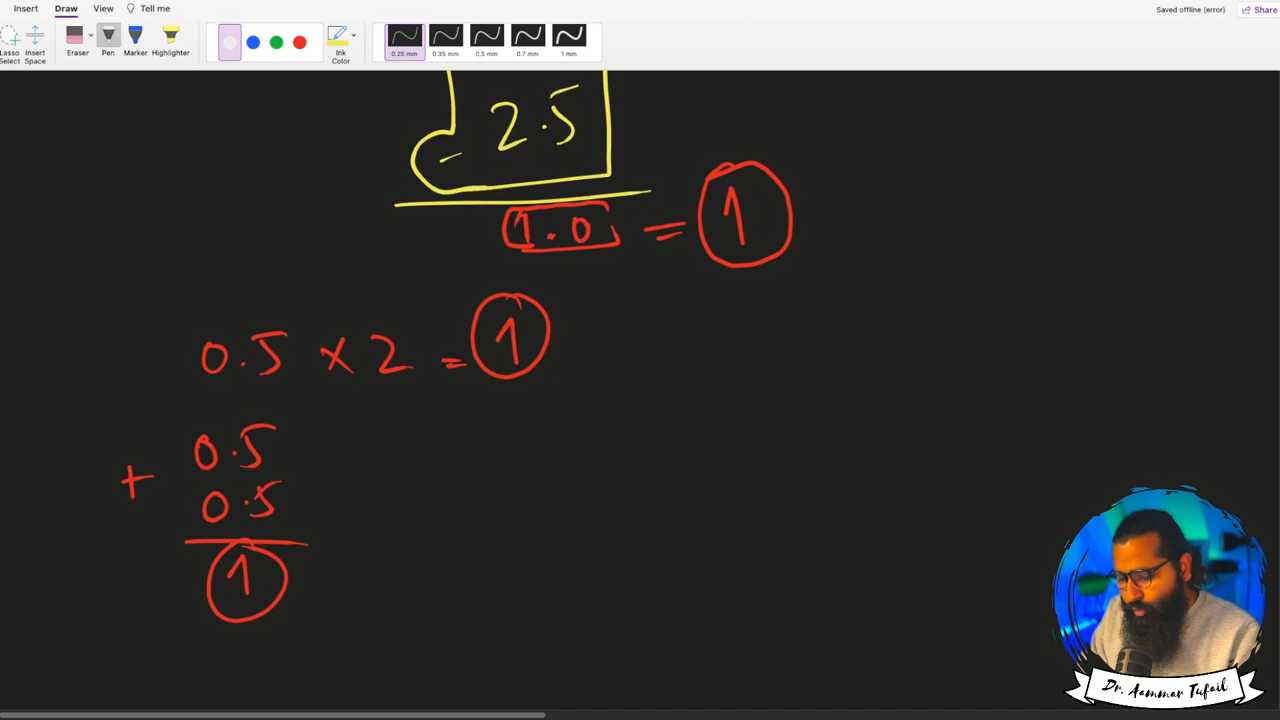 Insert Draw View Tell me Saved offline (error) Share
Lasso Select Insert Space Eraser Pen Marker Highlighter Ink Color 0.25 mm 0.35 mm 0.5 mm 0.7 mm 1 mm
- 2.5
1.0 = 1
0.5 × 2 = 1
0.5
+ 0.5
1
Dr. Aammar Tufail